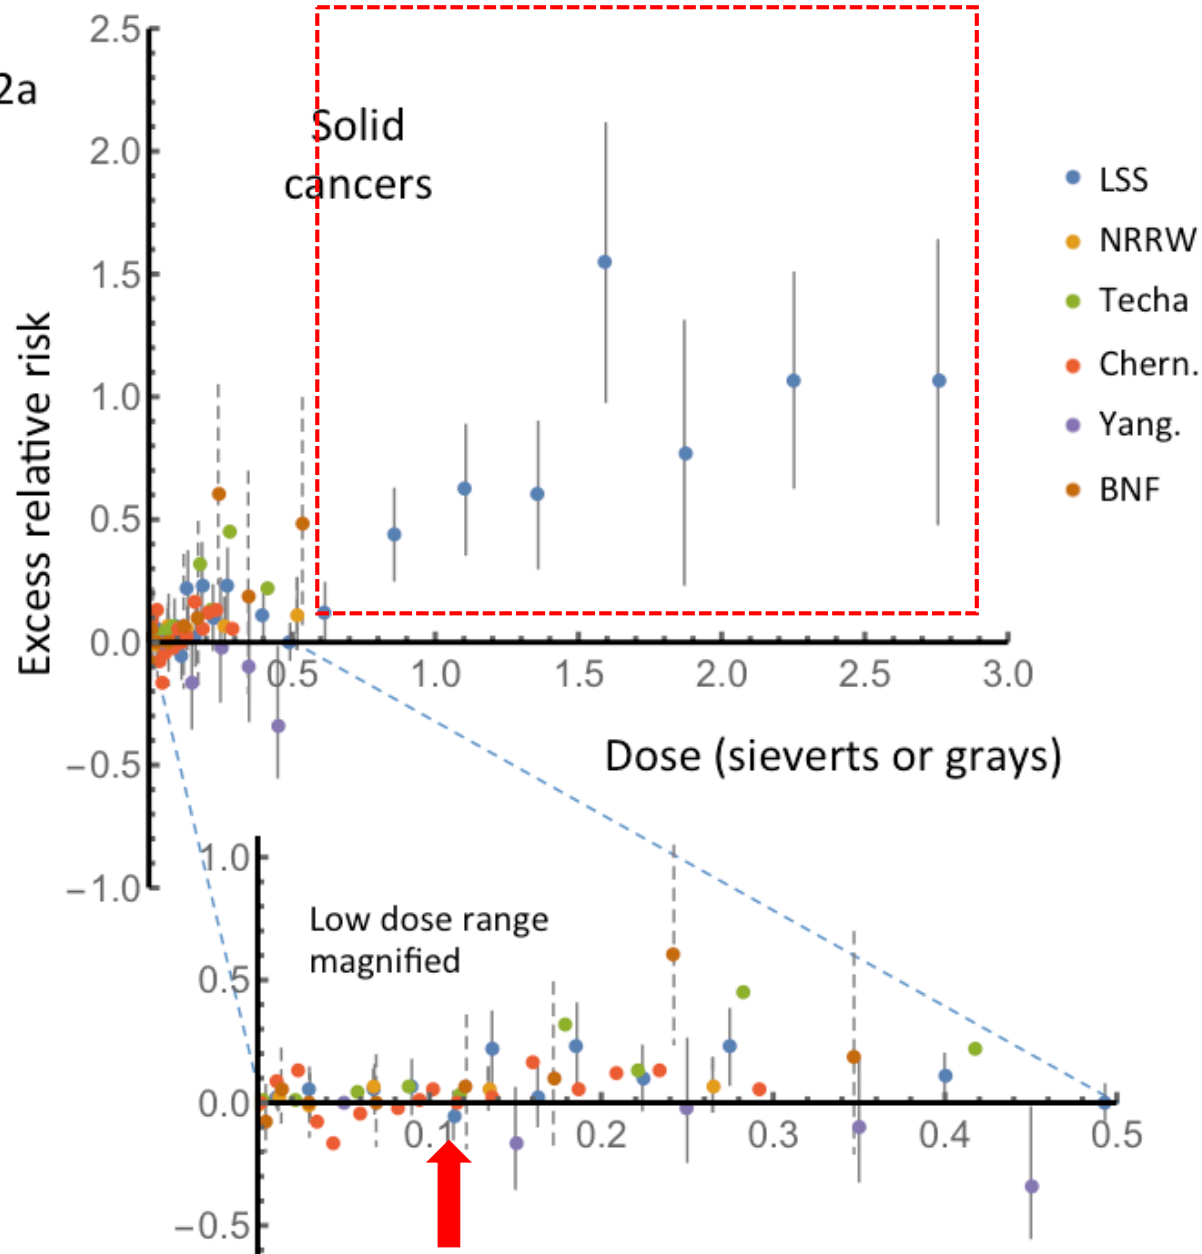 2a
Solid
cancers
2.5
2.0
1.5
1.0
0.5
0.0
−0.5
−1.0
Excess relative risk
0.5
1.0
1.5
2.0
2.5
3.0
Dose (sieverts or grays)
LSS
NRRW
Techa
Chern.
Yang.
BNF
Low dose range
magnified
1.0
0.5
0.0
−0.5
0.1
0.2
0.3
0.4
0.5